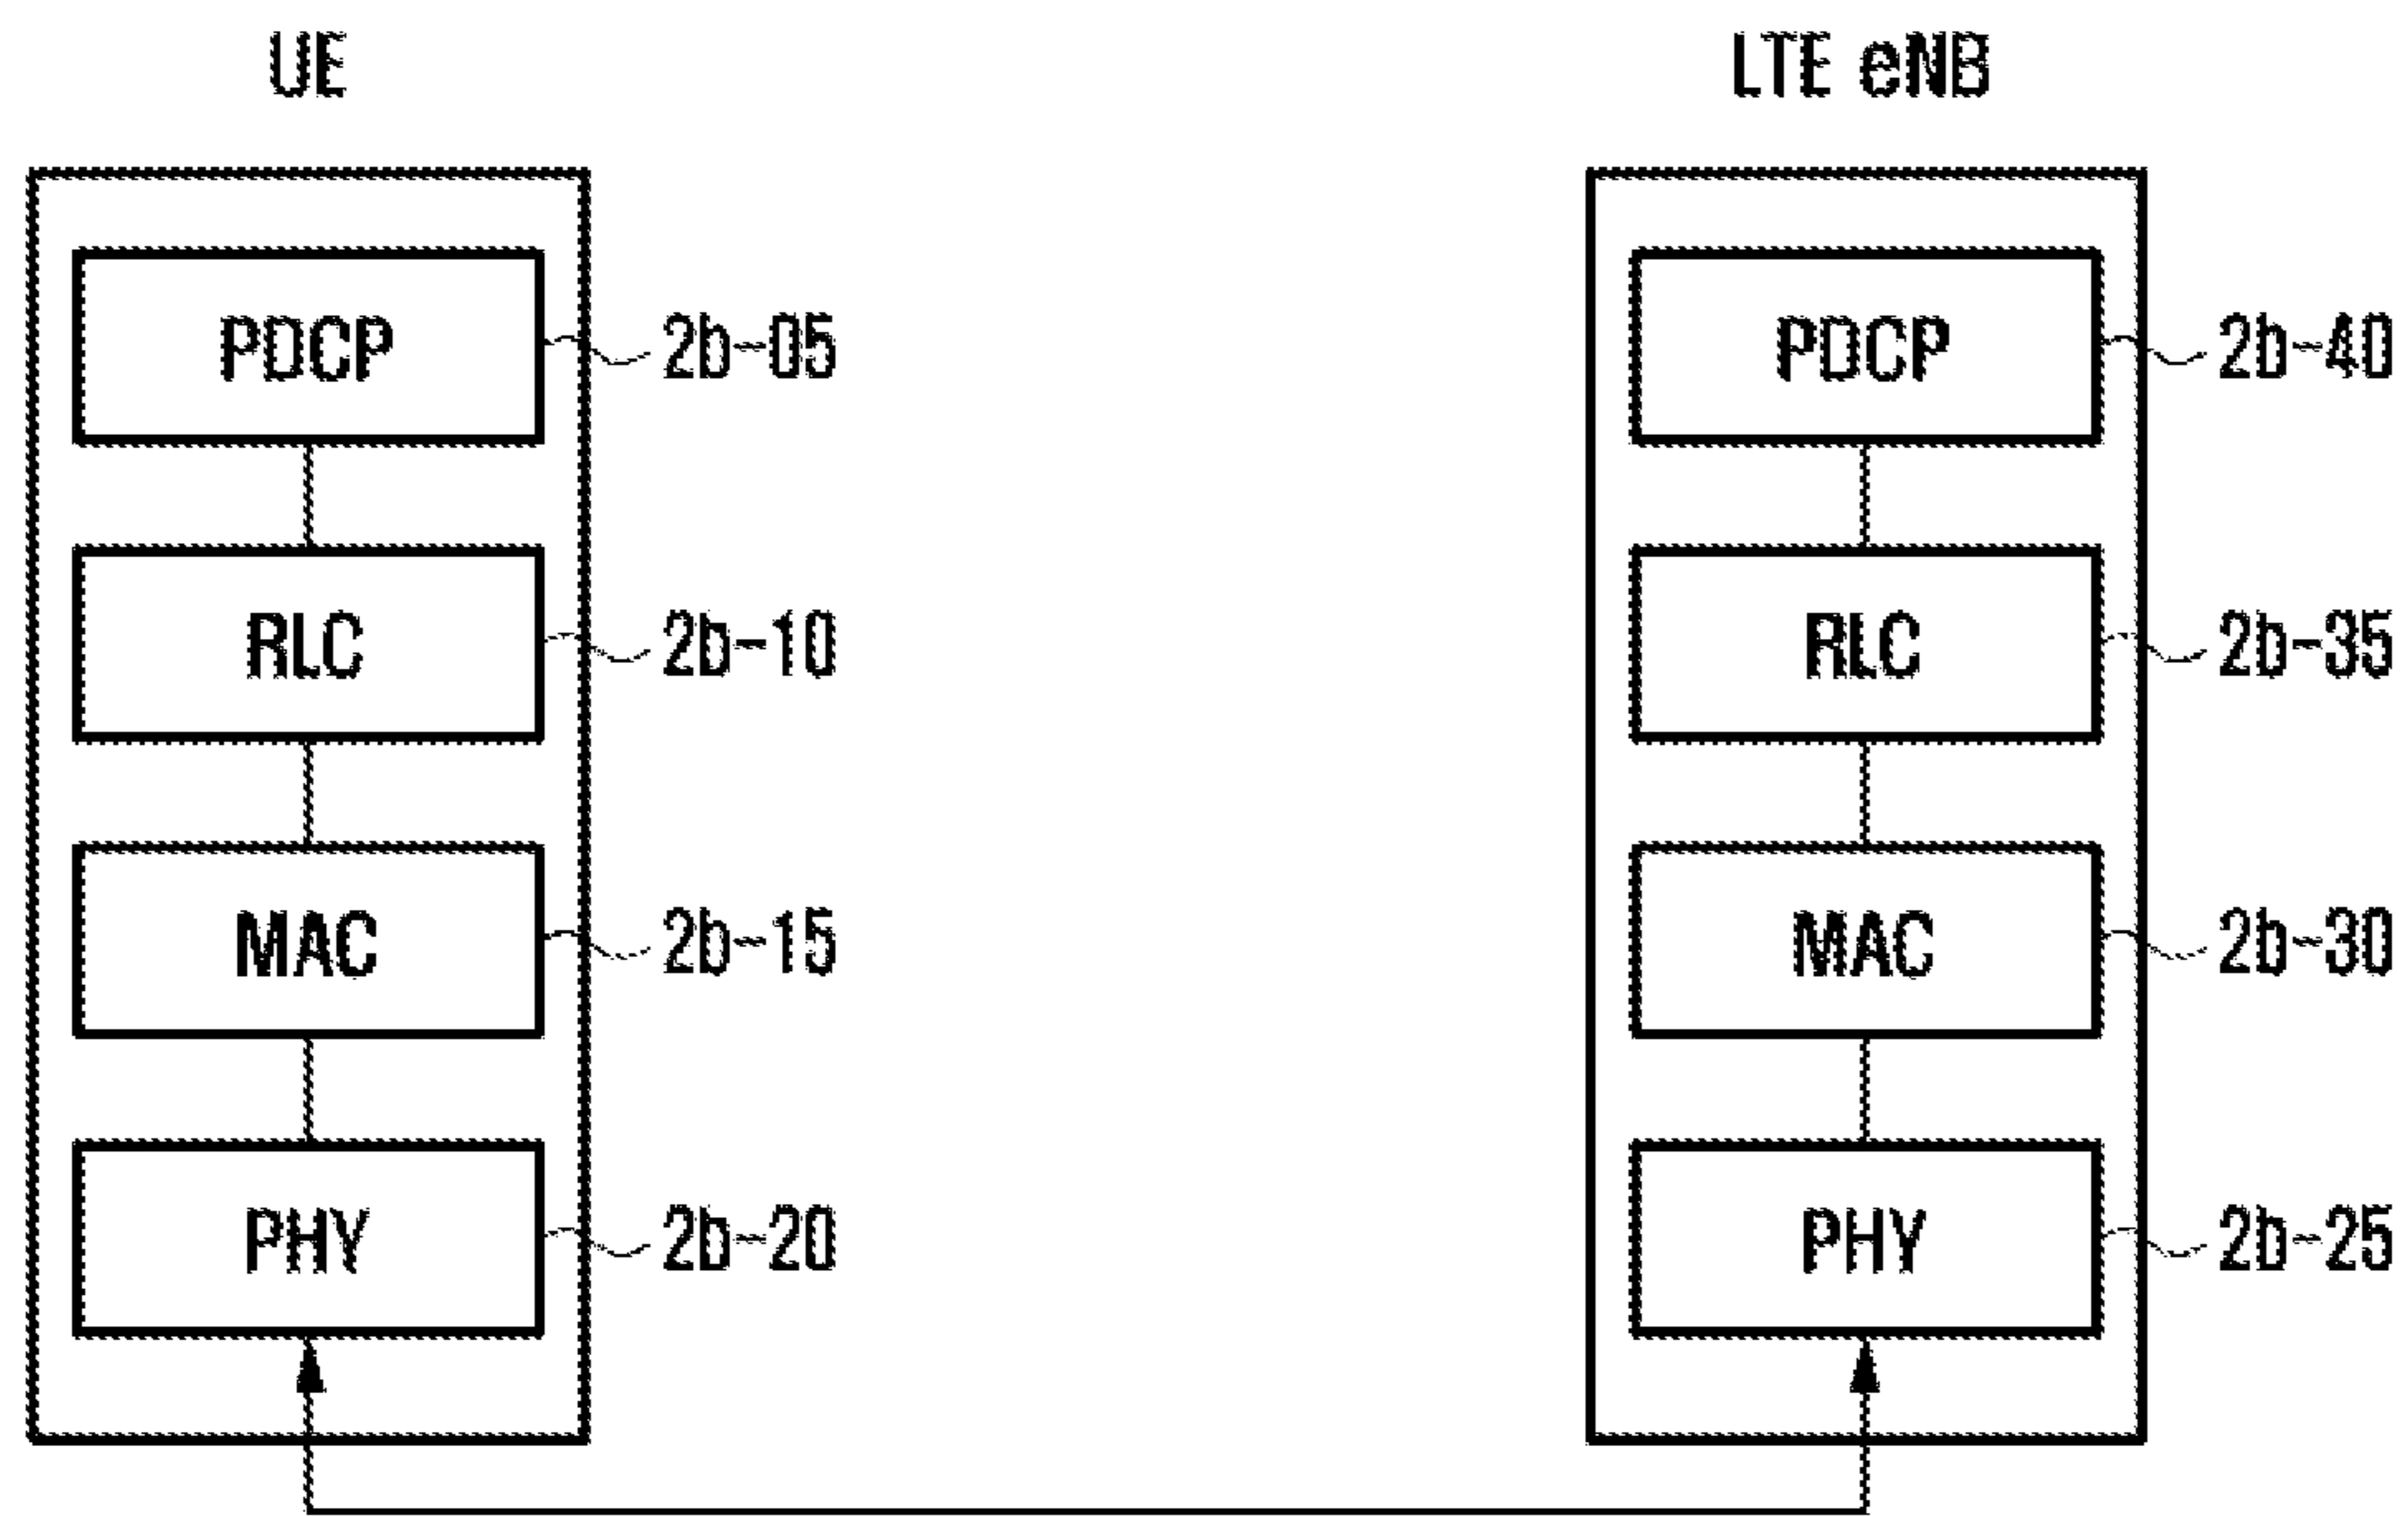 UE LTE eNB
PDCP 2b-05 PDCP 2b-40
RLC 2b-10 RLC 2b-35
MAC 2b-15 MAC 2b-30
PHY 2b-20 PHY 2b-25